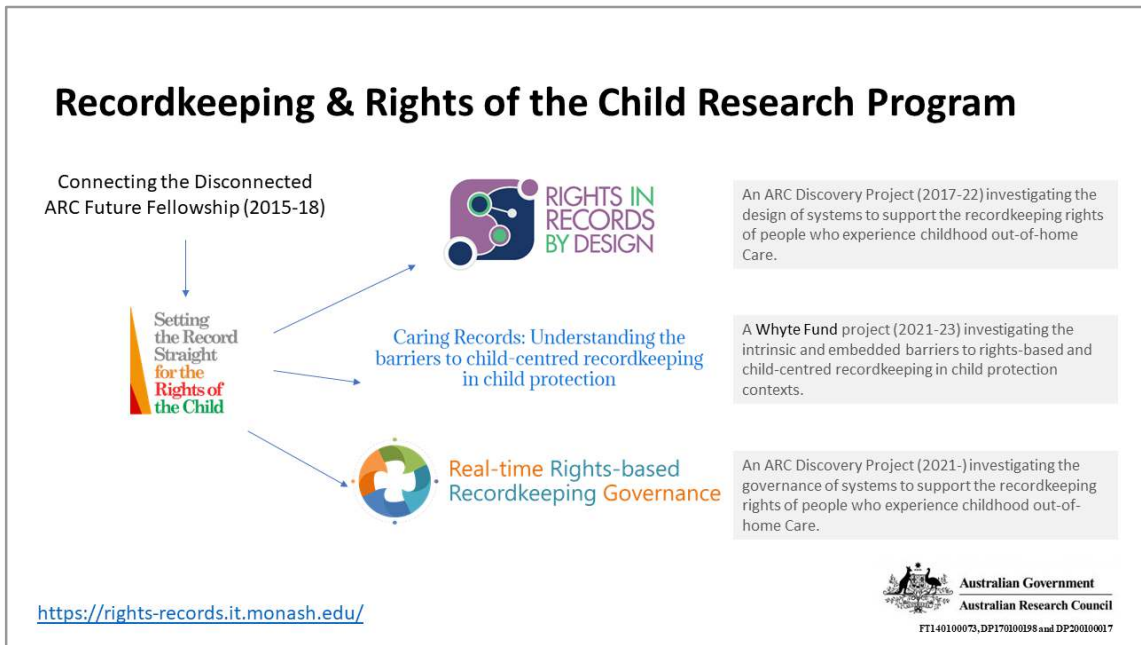 Recordkeeping & Rights of the Child Research Program
Connecting the Disconnected
ARC Future Fellowship (2015-18)
Setting
the Record
Straight
for the
Rights of
the Child
RIGHTS IN
RECORDS
BY DESIGN
An ARC Discovery Project (2017-22) investigating the
design of systems to support the recordkeeping rights
of people who experience childhood out-of-home
Care.
Caring Records: Understanding the
barriers to child-centred recordkeeping
in child protection
A Whyte Fund project (2021-23) investigating the
intrinsic and embedded barriers to rights-based and
child-centred recordkeeping in child protection
contexts.
Real-time Rights-based
Recordkeeping Governance
An ARC Discovery Project (2021-) investigating the
governance of systems to support the recordkeeping
rights of people who experience childhood out-of-
home Care.
https://rights-records.it.monash.edu/
Australian Government
Australian Research Council
FT140100073, DP170100198 and DP200100017